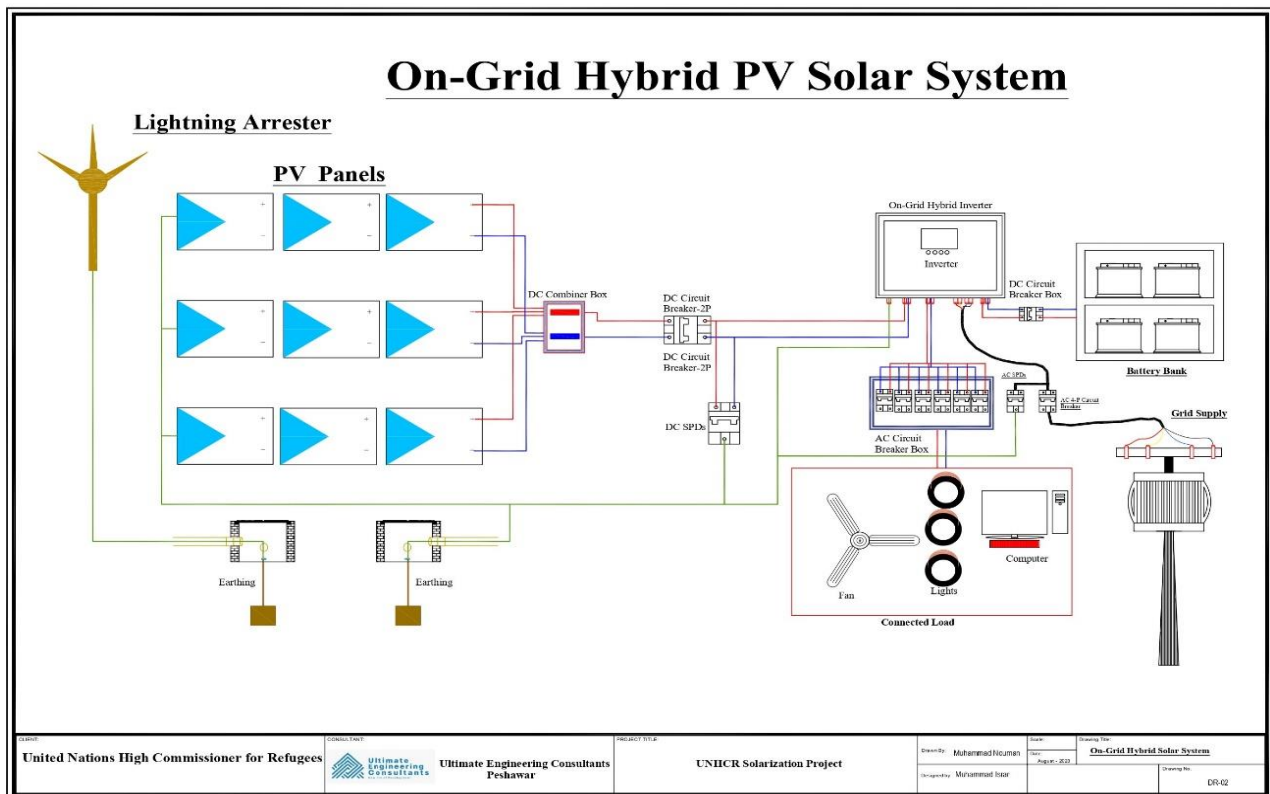 On-Grid Hybrid PV Solar System
Lightning Arrester
PV Panels
+
+
+
−
−
−
On-Grid Hybrid Inverter
Inverter
DC Combiner Box
DC Circuit
Breaker-2P
DC Circuit
Breaker-2P
DC Circuit
Breaker Box
Battery Bank
+
+
+
−
−
−
AC SPDs
AC 4-P Circuit
Breaker
Grid Supply
DC SPDs
AC Circuit
Breaker Box
+
+
+
−
−
−
Fan
Lights
Computer
Connected Load
Earthing
Earthing
CLIENT:
United Nations High Commissioner for Refugees
CONSULTANT:
Ultimate
Engineering
Consultants
Ultimate Engineering Consultants
Peshawar
PROJECT TITLE
UNHCR Solarization Project
Drawn By: Muhammad Nouman
Designed By: Muhammad Israr
Scale:
Date:
August - 2023
Drawing Title:
On-Grid Hybrid Solar System
Drawing No.
DR-02